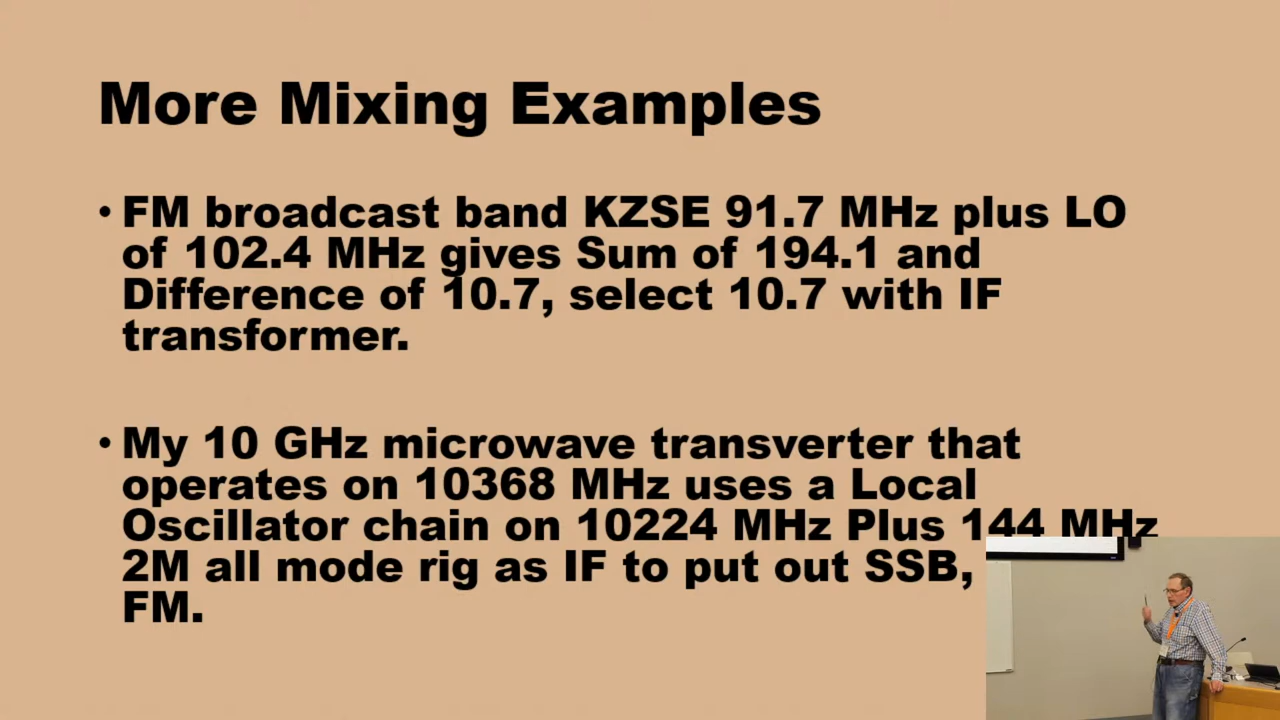 More Mixing Examples
• FM broadcast band KZSE 91.7 MHz plus LO
of 102.4 MHz gives Sum of 194.1 and
Difference of 10.7, select 10.7 with IF
transformer.
• My 10 GHz microwave transverter that
operates on 10368 MHz uses a Local
Oscillator chain on 10224 MHz Plus 144 MHz
2M all mode rig as IF to put out SSB,
FM.